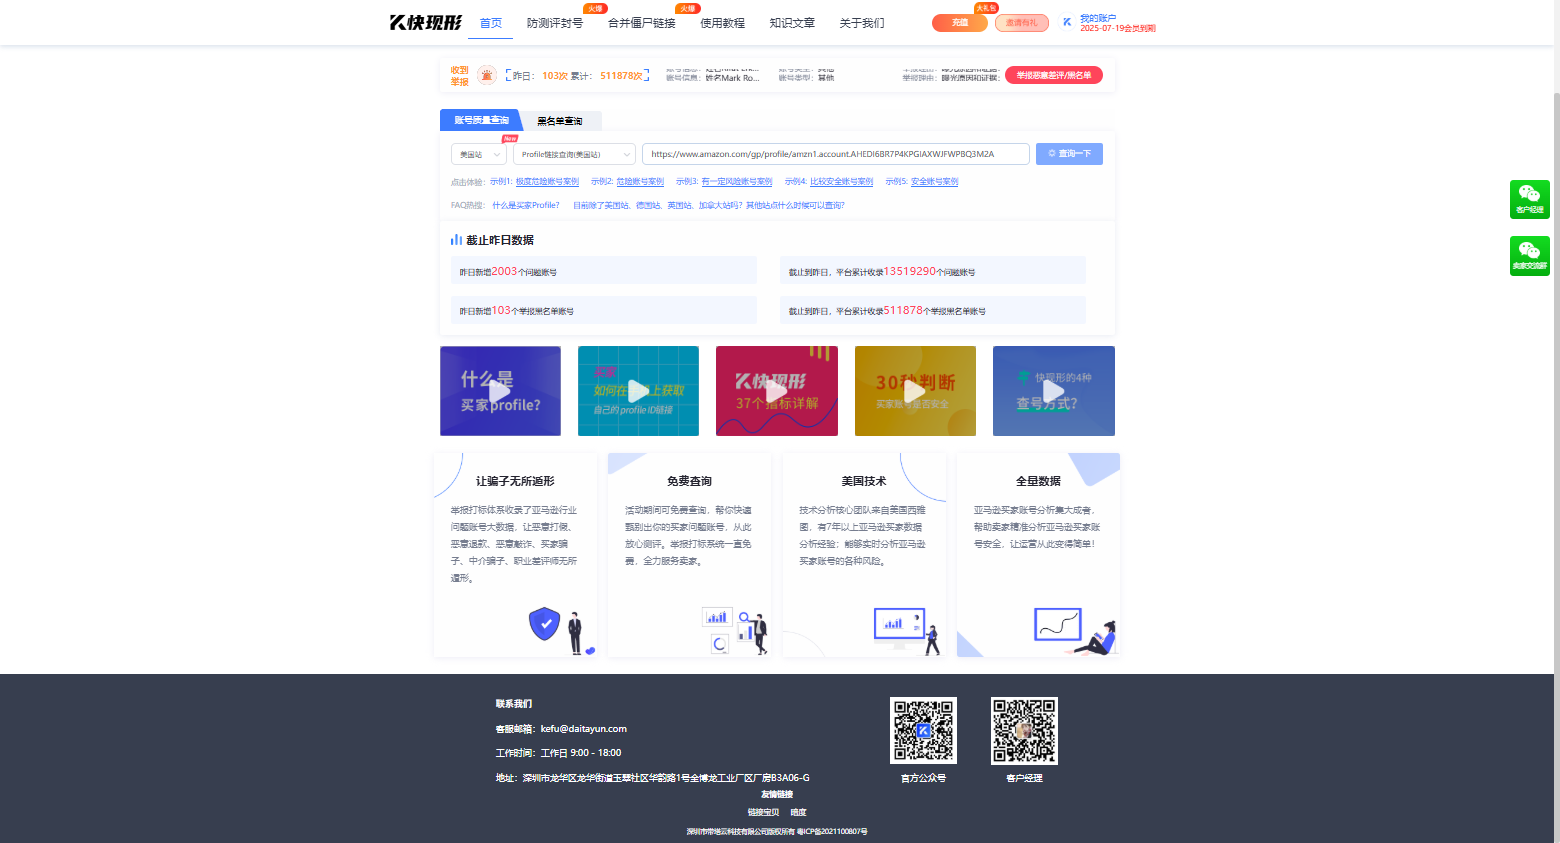 快现形
首页
防测评封号
火爆
合并僵尸链接
火爆
使用教程
知识文章
关于我们
充值
大礼包
邀请有礼
我的账户
2025-07-19会员到期
收到
举报
昨日: 103次 累计: 511878次
账号信息: 姓名Mark Ro...
账号类型: 其他
举报理由: 曝光原因和证据:
举报恶意差评/黑名单
账号质量查询
黑名单查询
New
美国站
Profile链接查询(美国站)
https://www.amazon.com/gp/profile/amzn1.account.AHEDI6BR7P4KPGIAXWJFWPBQ3M2A
查询一下
点击体验: 示例1: 极度危险账号案例 示例2: 危险账号案例 示例3: 有一定风险账号案例 示例4: 比较安全账号案例 示例5: 安全账号案例
FAQ热搜: 什么是买家Profile? 目前除了美国站、德国站、英国站、加拿大站吗? 其他站点什么时候可以查询?
截止昨日数据
昨日新增2003个问题账号
截止到昨日，平台累计收录13519290个问题账号
昨日新增103个举报黑名单账号
截止到昨日，平台累计收录511878个举报黑名单账号
什么是
买家profile?
买家
如何在 上获取
自己的 profile ID链接
快现形
37个指标详解
30秒判断
买家账号是否安全
快现形的4种
查号方式?
让骗子无所遁形
举报打标体系收录了亚马逊行业
问题账号大数据，让恶意打假、
恶意退款、恶意敲诈、买家骗
子、中介骗子、职业差评师无所
遁形。
免费查询
活动期间可免费查询，帮你快速
甄别出你的买家问题账号，从此
放心测评。举报打标系统一直免
费，全力服务卖家。
美国技术
技术分析核心团队来自美国西雅
图，有7年以上亚马逊买家数据
分析经验；能够实时分析亚马逊
买家账号的各种风险。
全量数据
亚马逊买家账号分析集大成者，
帮助卖家精准分析亚马逊买家账
号安全，让运营从此变得简单!
客户经理
卖家交流群
联系我们
客服邮箱: kefu@daitayun.com
工作时间: 工作日 9:00 - 18:00
地址: 深圳市龙华区龙华街道玉翠社区华韵路1号全博龙工业厂区厂房B3A06-G
官方公众号
客户经理
友情链接
链接宝贝 暗度
深圳市带塔云科技有限公司版权所有 粤ICP备2021100807号